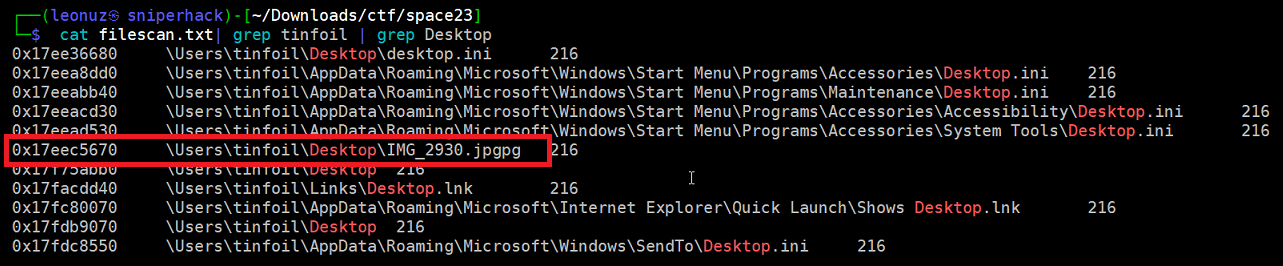 (leonuz㉿ sniperhack)-[~/Downloads/ctf/space23]
$ cat filescan.txt| grep tinfoil | grep Desktop
0x17ee36680 \Users\tinfoil\Desktop\desktop.ini 216
0x17eea8dd0 \Users\tinfoil\AppData\Roaming\Microsoft\Windows\Start Menu\Programs\Accessories\Desktop.ini 216
0x17eeabb40 \Users\tinfoil\AppData\Roaming\Microsoft\Windows\Start Menu\Programs\Maintenance\Desktop.ini 216
0x17eeacd30 \Users\tinfoil\AppData\Roaming\Microsoft\Windows\Start Menu\Programs\Accessories\Accessibility\Desktop.ini 216
0x17eead530 \Users\tinfoil\AppData\Roaming\Microsoft\Windows\Start Menu\Programs\Accessories\System Tools\Desktop.ini 216
0x17eec5670 \Users\tinfoil\Desktop\IMG_2930.jpgpg 216
0x17f75abb0 \Users\tinfoil\Desktop 216
0x17facdd40 \Users\tinfoil\Links\Desktop.lnk 216
0x17fc80070 \Users\tinfoil\AppData\Roaming\Microsoft\Internet Explorer\Quick Launch\Shows Desktop.lnk 216
0x17fdb9070 \Users\tinfoil\Desktop 216
0x17fdc8550 \Users\tinfoil\AppData\Roaming\Microsoft\Windows\SendTo\Desktop.ini 216